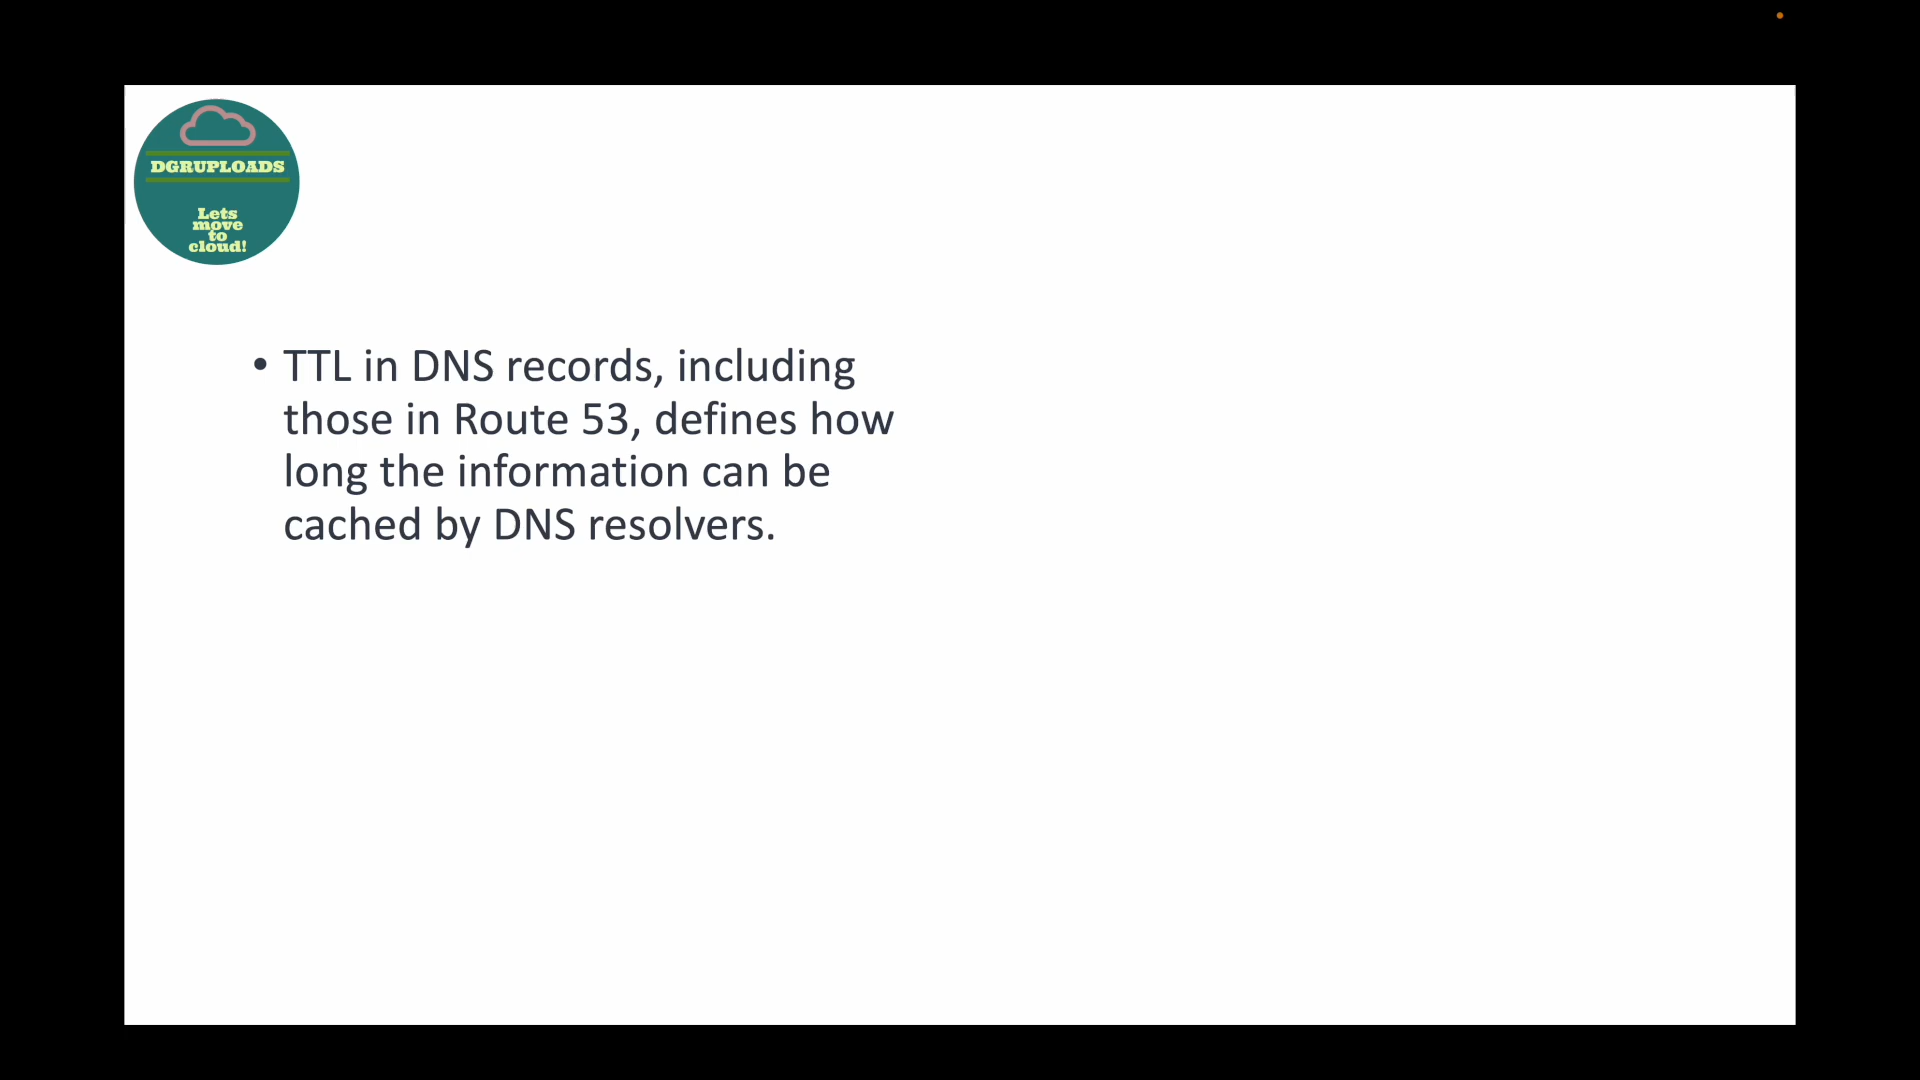 DGRUPLOADS
Lets
move
to
cloud!
• TTL in DNS records, including
those in Route 53, defines how
long the information can be
cached by DNS resolvers.